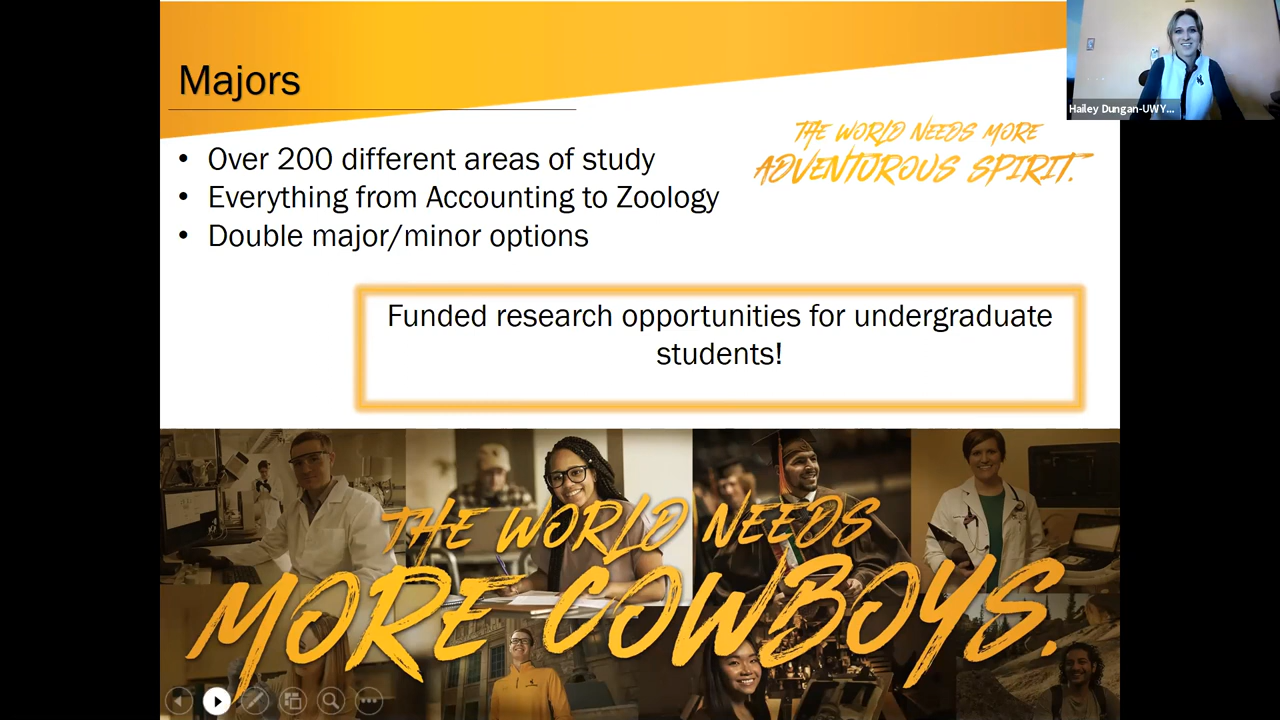 Majors
Hailey Dungan-UWY...
THE WORLD NEEDS MORE
ADVENTUROUS SPIRIT.
• Over 200 different areas of study
• Everything from Accounting to Zoology
• Double major/minor options
Funded research opportunities for undergraduate
students!
THE WORLD NEEDS
MORE COWBOYS.